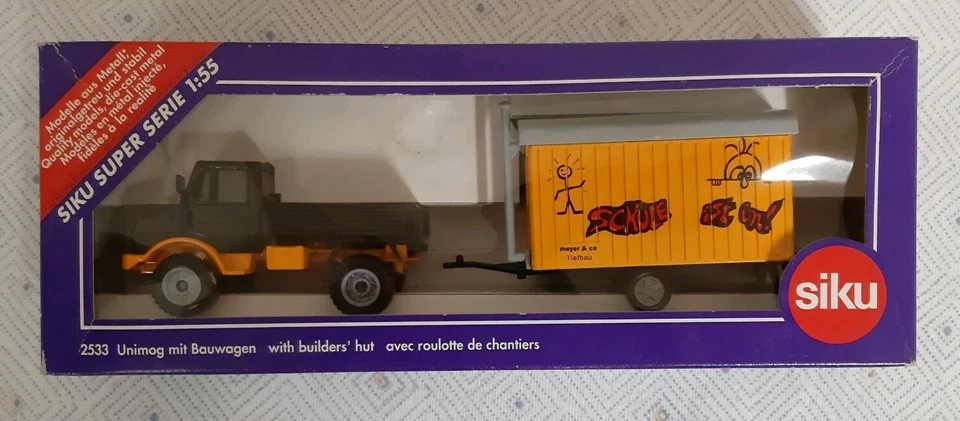 Modelle aus Metall,
originalgetreu und stabil
Quality models, die-cast metal
Modèles en métal injecté,
fidèles à la réalité
SIKU SUPER SERIE 1:55
SCHULE ist in!
meyer & co
Tiefbau
siku
2533 Unimog mit Bauwagen with builders' hut avec roulotte de chantiers